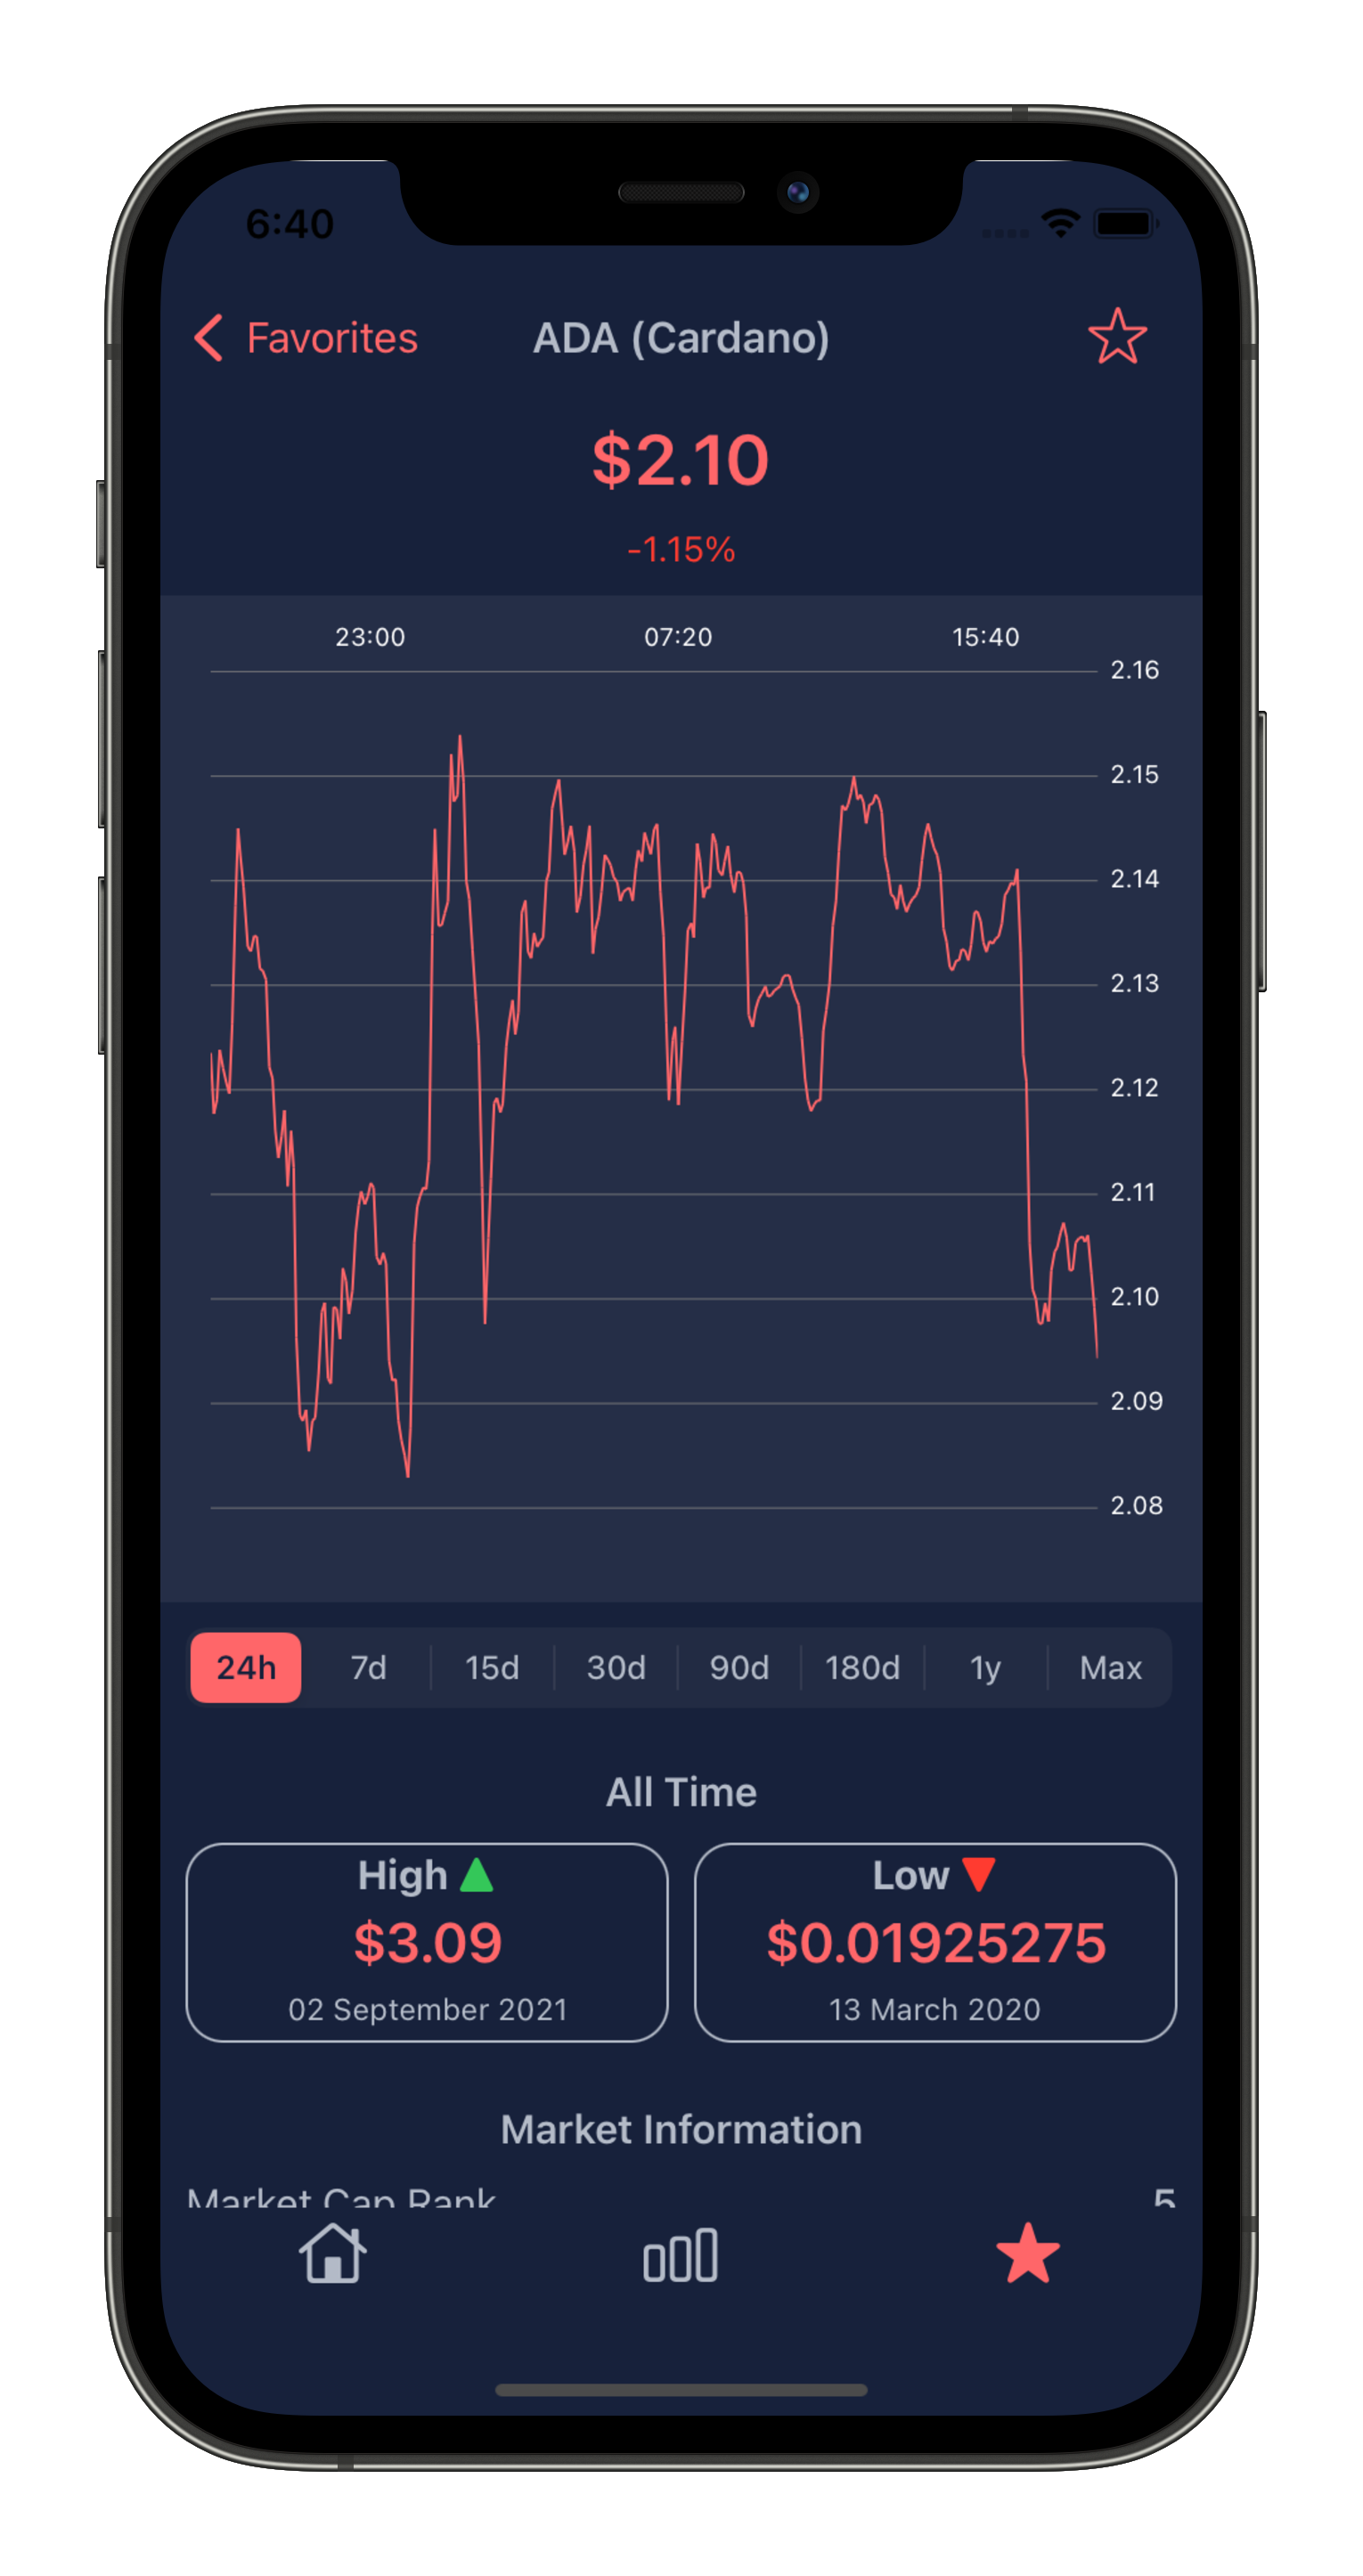 6:40
Favorites ADA (Cardano)
$2.10
-1.15%
23:00 07:20 15:40
2.16
2.15
2.14
2.13
2.12
2.11
2.10
2.09
2.08
24h 7d 15d 30d 90d 180d 1y Max
All Time
High Low
$3.09 $0.01925275
02 September 2021 13 March 2020
Market Information
Market Cap Rank 5